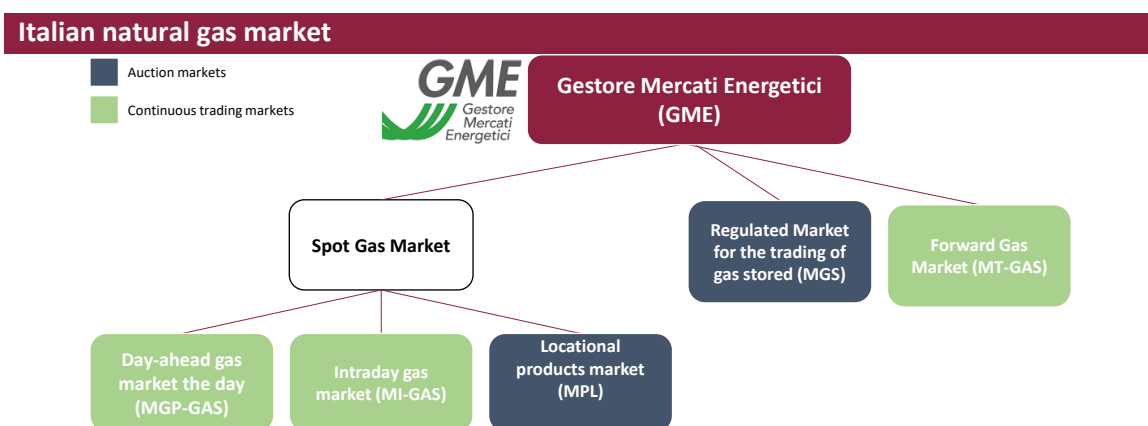 Italian natural gas market
Auction markets
Continuous trading markets
GME
Gestore
Mercati
Energetici
Gestore Mercati Energetici
(GME)
Spot Gas Market
Regulated Market
for the trading of
gas stored (MGS)
Forward Gas
Market (MT-GAS)
Day-ahead gas
market the day
(MGP-GAS)
Intraday gas
market (MI-GAS)
Locational
products market
(MPL)